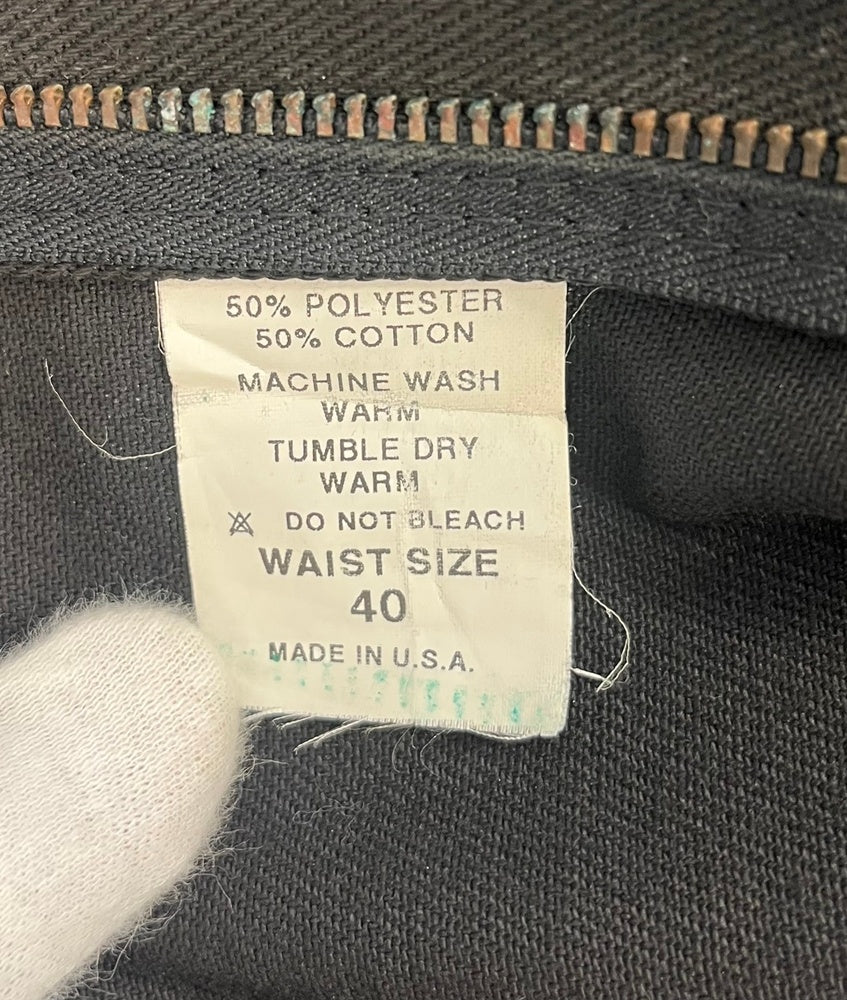 50% POLYESTER
50% COTTON
MACHINE WASH
WARM
TUMBLE DRY
WARM
DO NOT BLEACH
WAIST SIZE
40
MADE IN U.S.A.